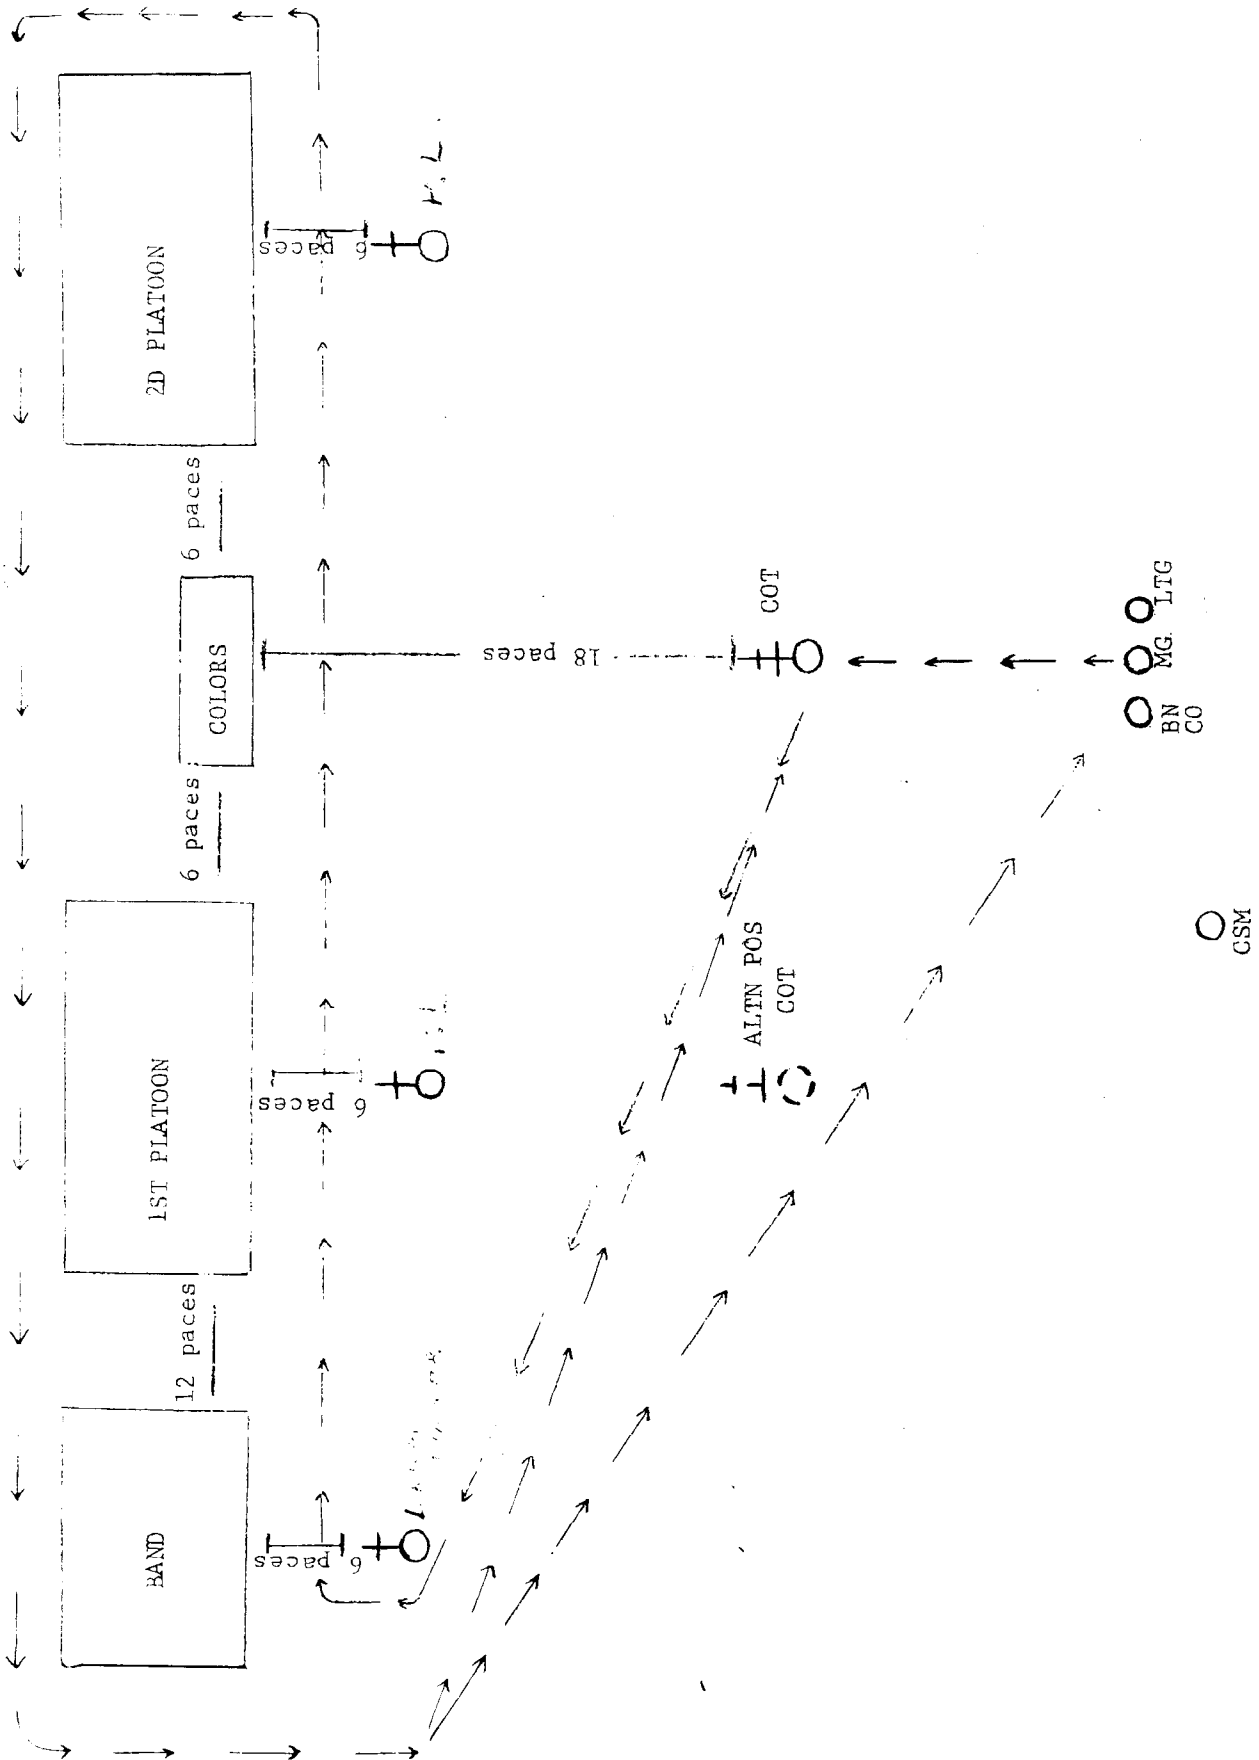 BAND
12 paces
1ST PLATOON
6 paces
COLORS
6 paces
2D PLATOON
6 paces
6 paces
18 paces
6 paces
P.L.
ALTN POS
COT
COT
BN
CO
MG.
LTG
CSM